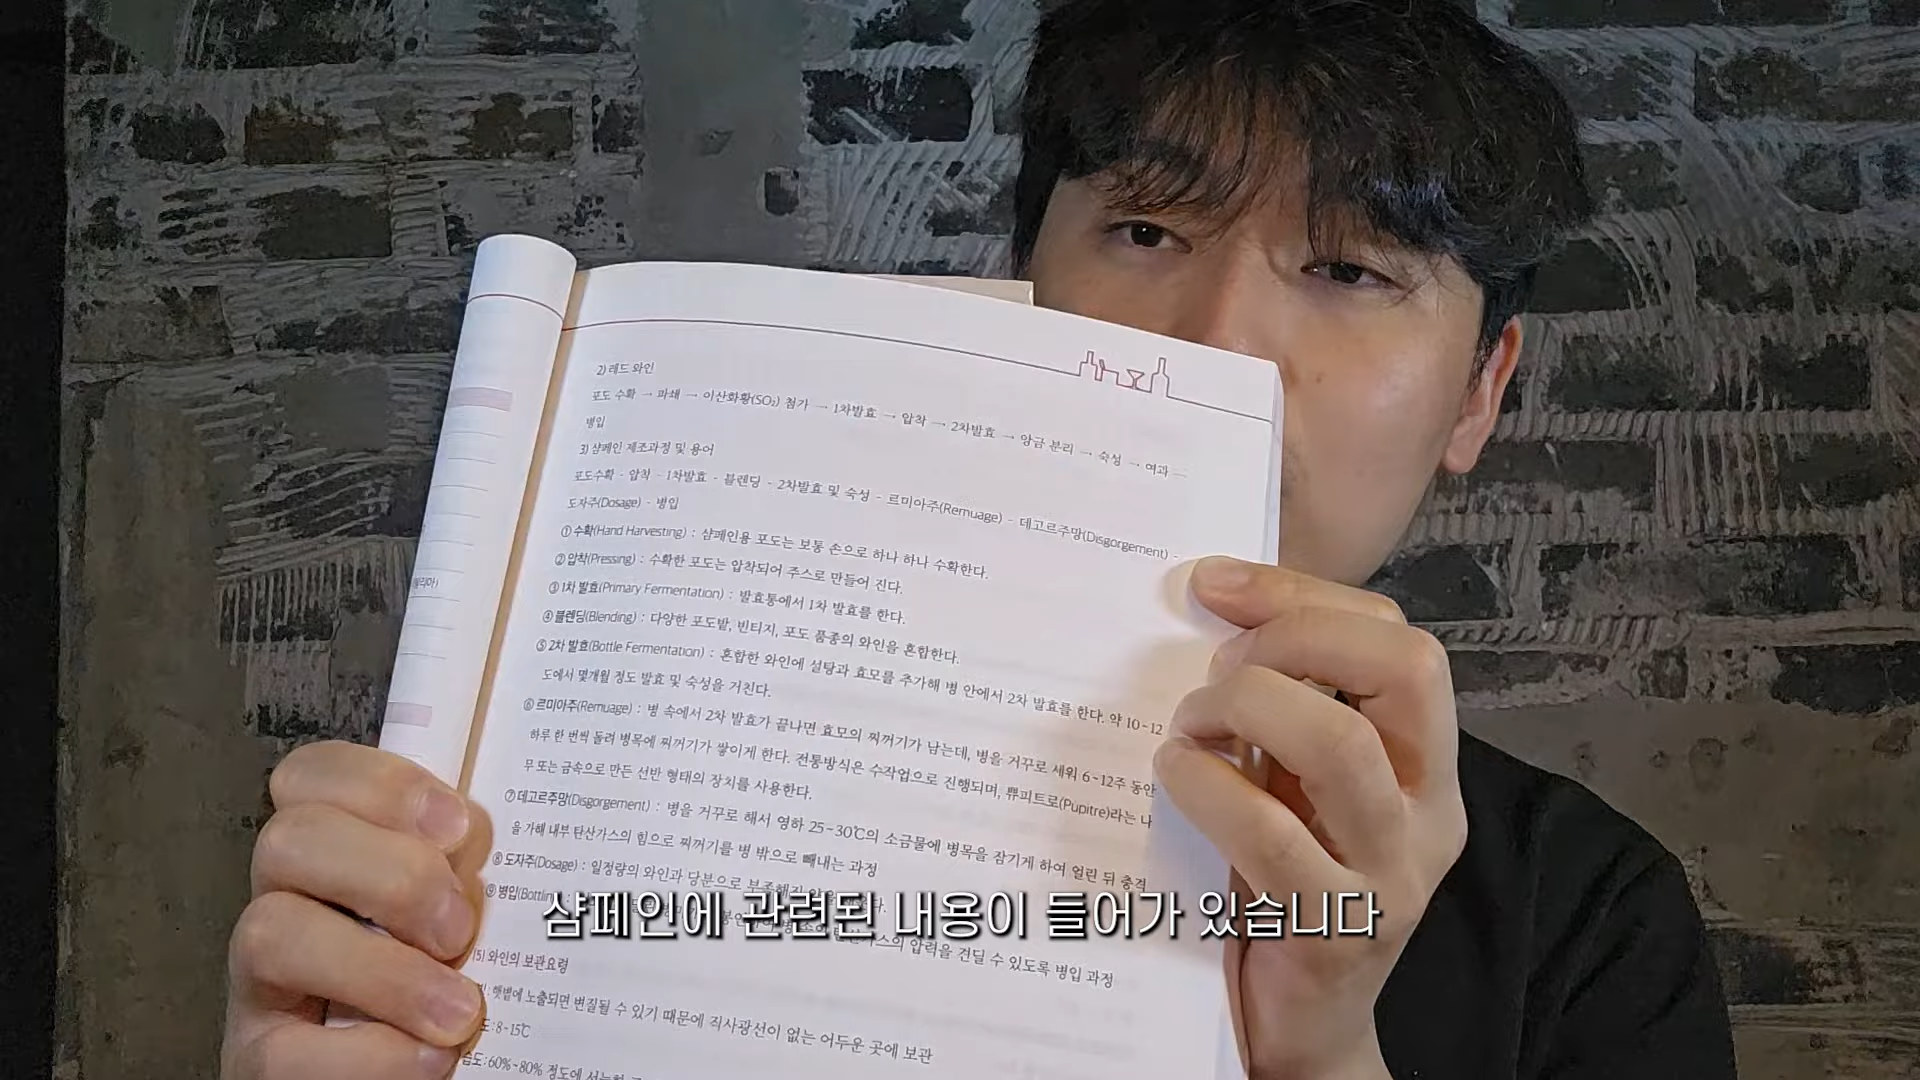 2) 레드 와인
포도 수확 → 파쇄 → 이산화황(SO₂) 첨가 → 1차발효 → 압착 → 2차발효 → 앙금 분리 → 숙성 → 여과 →
병입
3) 샴페인 제조과정 및 용어
포도수확 - 압착 - 1차발효 - 블렌딩 - 2차발효 및 숙성 - 르미아주(Remuage) - 데고르주망(Disgorgement) -
도자주(Dosage) - 병입
① 수확(Hand Harvesting) : 샴페인용 포도는 보통 손으로 하나 하나 수확한다.
② 압착(Pressing) : 수확한 포도는 압착되어 주스로 만들어 진다.
③ 1차 발효(Primary Fermentation) : 발효통에서 1차 발효를 한다.
④ 블렌딩(Blending) : 다양한 포도밭, 빈티지, 포도 품종의 와인을 혼합한다.
⑤ 2차 발효(Bottle Fermentation) : 혼합한 와인에 설탕과 효모를 추가해 병 안에서 2차 발효를 한다. 약 10~12
도에서 몇개월 정도 발효 및 숙성을 거친다.
⑥ 르미아주(Remuage) : 병 속에서 2차 발효가 끝나면 효모의 찌꺼기가 남는데, 병을 거꾸로 세워 6~12주 동안
하루 한 번씩 돌려 병목에 찌꺼기가 쌓이게 한다. 전통방식은 수작업으로 진행되며, 쀼피트로(Pupitre)라는 나
무 또는 금속으로 만든 선반 형태의 장치를 사용한다.
⑦ 데고르주망(Disgorgement) : 병을 거꾸로 해서 영하 25~30℃의 소금물에 병목을 잠기게 하여 얼린 뒤 충격
을 가해 내부 탄산가스의 힘으로 찌꺼기를 병 밖으로 빼내는 과정
⑧ 도자주(Dosage) : 일정량의 와인과 당분으로 부족해진 양을
⑨ 병입(Bottling) : 압력을 견딜 수 있도록 병입 과정
샴페인에 관련된 내용이 들어가 있습니다
(5) 와인의 보관요령
햇볕에 노출되면 변질될 수 있기 때문에 직사광선이 없는 어두운 곳에 보관
도 : 8~15℃
습도 : 60%~80% 정도에